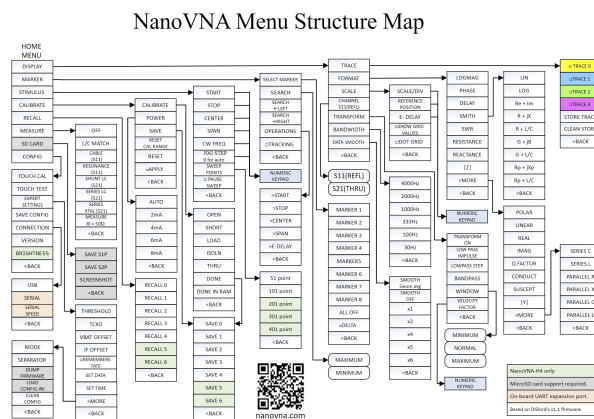 NanoVNA Menu Structure Map
HOME
MENU
DISPLAY
MARKER
STIMULUS
CALIBRATE
RECALL
MEASURE
SD CARD
CONFIG
TOUCH CAL
TOUCH TEST
EXPERT
SETTINGS
SAVE CONFIG
CONNECTION
VERSION
BRIGHTNESS
<BACK
USB
SERIAL
SERIAL
SPEED
<BACK
MODE
SEPARATOR
DUMP
FIRMWARE
LOAD
CONFIG.INI
CLEAR
CONFIG
<BACK
OFF
L/C MATCH
CABLE
(S11)
RESONANCE
(S11)
SHUNT LC
(S21)
SERIES LC
(S21)
SERIES
XTAL (S21)
MEASURE
Rl = 50Ω
<BACK
SAVE S1P
SAVE S2P
SCREENSHOT
<BACK
THRESHOLD
TCXO
VBAT OFFSET
IF OFFSET
□REMEMBERS
TATE
SET DATA
SET TIME
>MORE
<BACK
CALIBRATE
POWER
SAVE
RESET
CAL RANGE
RESET
□APPLY
<BACK
AUTO
2mA
4mA
6mA
8mA
<BACK
RECALL 0
RECALL 1
RECALL 2
RECALL 3
RECALL 4
RECALL 5
RECALL 6
<BACK
START
STOP
CENTER
SPAN
CW FREQ
JOG STEP
0 for auto
SWEEP
POINTS
□ PAUSE
SWEEP
<BACK
OPEN
SHORT
LOAD
ISOLN
THRU
DONE
DONE IN RAM
<BACK
SAVE 0
SAVE 1
SAVE 2
SAVE 3
SAVE 4
SAVE 5
SAVE 6
<BACK
SELECT MARKER
SEARCH
SEARCH
←LEFT
SEARCH
→RIGHT
OPERATIONS
□TRACKING
<BACK
NUMERIC
KEYPAD
>START
>STOP
>CENTER
>SPAN
>E-DELAY
<BACK
51 point
101 point
201 point
301 point
401 point
<BACK
nanovna.com
TRACE
FORMAT
SCALE
CHANNEL
S11(REFL)
TRANSFORM
BANDWIDTH
DATA SMOOTH
<BACK
S11(REFL)
S21(THRU)
MARKER 1
MARKER 2
MARKER 3
MARKER 4
MARKER5
MARKER 6
MARKER 7
MARKER 8
ALL OFF
□DELTA
<BACK
MAXIMUM
MINIMUM
SCALE/DIV
REFERENCE
POSITION
E- DELAY
□SHOW GRID
VALUES
□DOT GRID
<BACK
4000Hz
2000Hz
1000Hz
333Hz
100Hz
30Hz
<BACK
SMOOTH
Geom avg
SMOOTH
OFF
x1
x2
x4
x5
x6
<BACK
LOGMAG
PHASE
DELAY
SMITH
SWR
RESISTANCE
REACTANCE
|Z|
>MORE
<BACK
NUMERIC
KEYPAD
TRANSFORM
ON
LOW PASS
IMPULSE
LOWPASS STEP
BANDPASS
WINDOW
VELOCITY
FACTOR
<BACK
MINIMUM
NORMAL
MAXIMUM
NUMERIC
KEYPAD
LIN
LOG
Re + Im
R + jX
R + L/C
G + jB
G + L/C
Rp + jXp
Rp + L/C
<BACK
POLAR
LINEAR
REAL
IMAG
Q FACTOR
CONDUCT
SUSCEPT
|Y|
>MORE
<BACK
□ TRACE 0
□ TRACE 1
□ TRACE 2
□ TRACE 3
STORE TRAC
CLEAN STOR
<BACK
SERIES C
SERIES L
PARALLEL R
PARALLEL X
PARALLEL C
PARALLEL L
<BACK
NanoVNA-H4 only
MicroSD card support required.
On-board UART expansion port.
Based on DiSlord's v1.1 firmware.